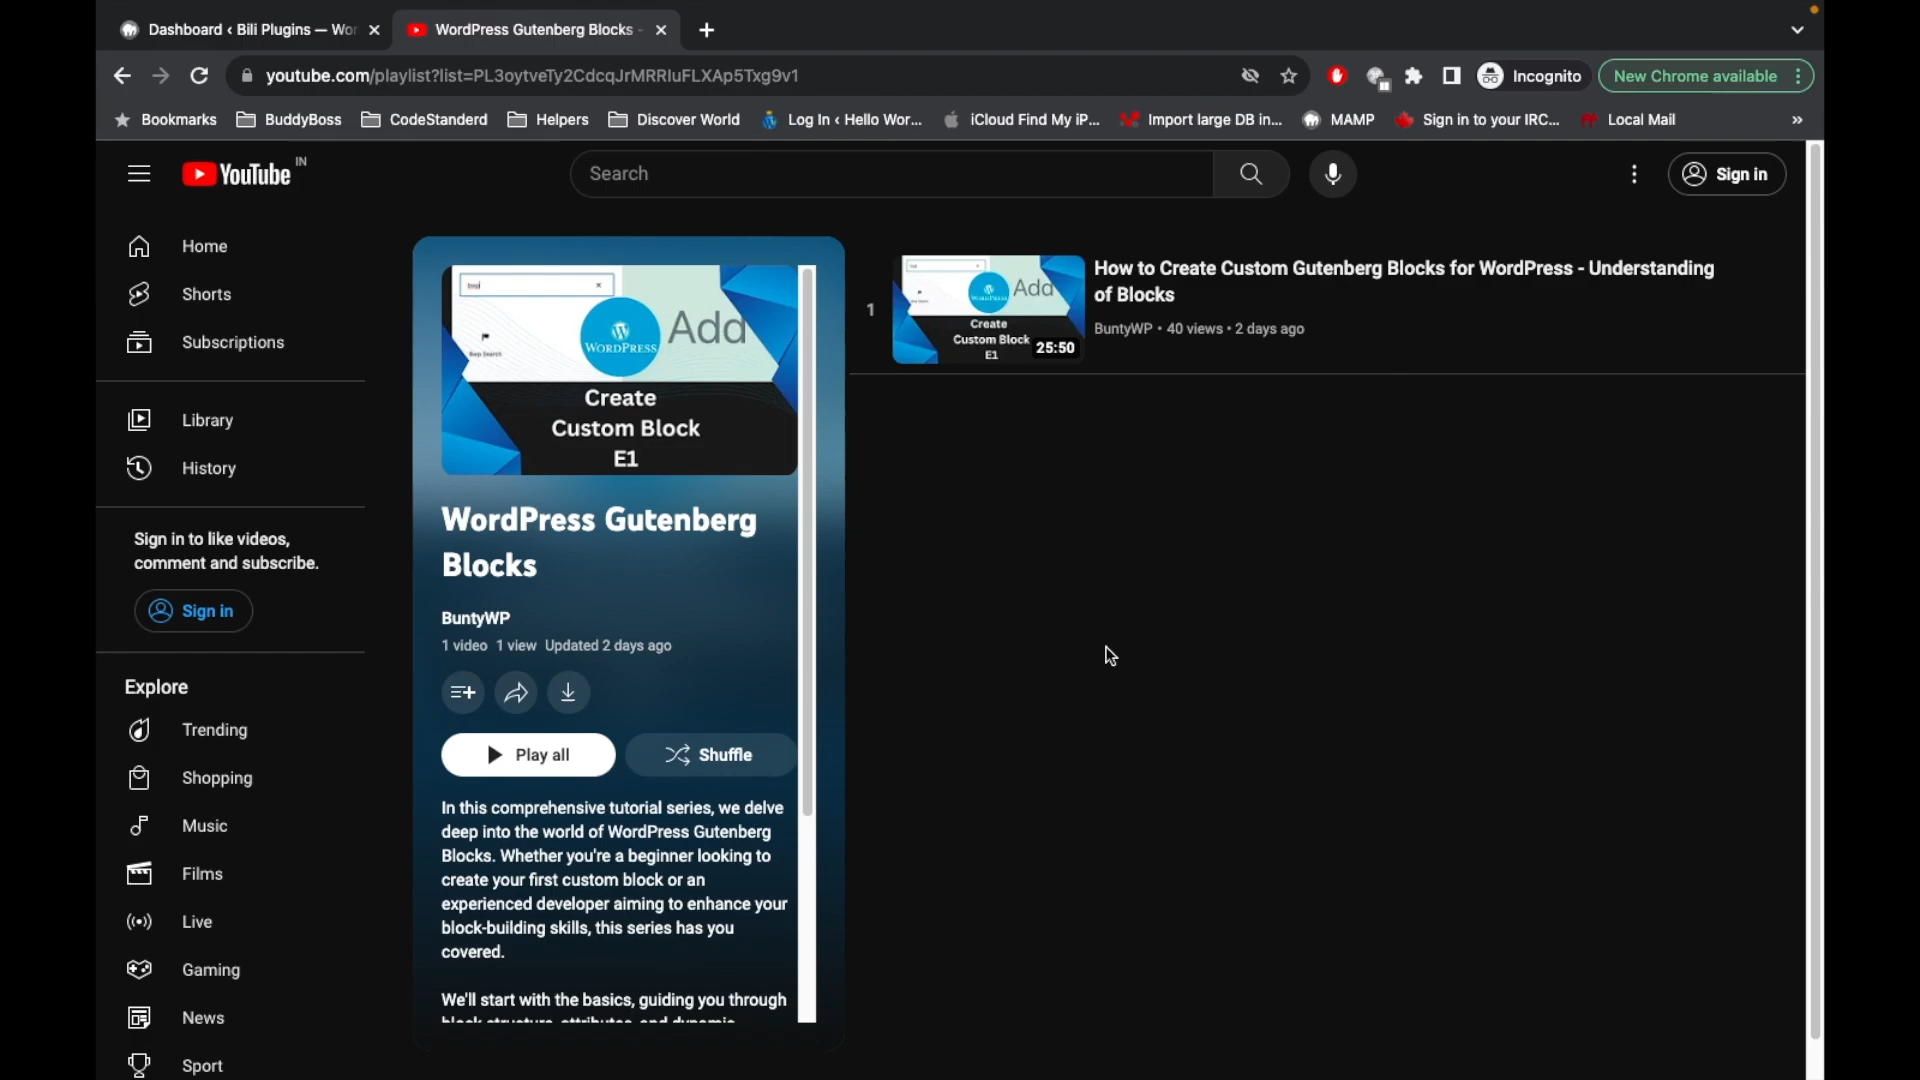 Dashboard ‹ Bili Plugins — Wor
WordPress Gutenberg Blocks -
youtube.com/playlist?list=PL3oytveTy2CdcqJrMRRIuFLXAp5Txg9v1
Incognito
New Chrome available
Bookmarks
BuddyBoss
CodeStanderd
Helpers
Discover World
Log In ‹ Hello Wor...
iCloud Find My iP...
Import large DB in...
MAMP
Sign in to your IRC...
Local Mail
»
YouTube IN
Search
Sign in
Home
Shorts
Subscriptions
Library
History
Sign in to like videos,
comment and subscribe.
Sign in
Explore
Trending
Shopping
Music
Films
Live
Gaming
News
Sport
WORDPRESS
Add
Create
Custom Block
E1
WordPress Gutenberg
Blocks
BuntyWP
1 video 1 view Updated 2 days ago
Play all
Shuffle
In this comprehensive tutorial series, we delve
deep into the world of WordPress Gutenberg
Blocks. Whether you're a beginner looking to
create your first custom block or an
experienced developer aiming to enhance your
block-building skills, this series has you
covered.
We'll start with the basics, guiding you through
block structure, attributes, and dynamic
1
Add
Create
Custom Block
E1
25:50
How to Create Custom Gutenberg Blocks for WordPress - Understanding
of Blocks
BuntyWP • 40 views • 2 days ago